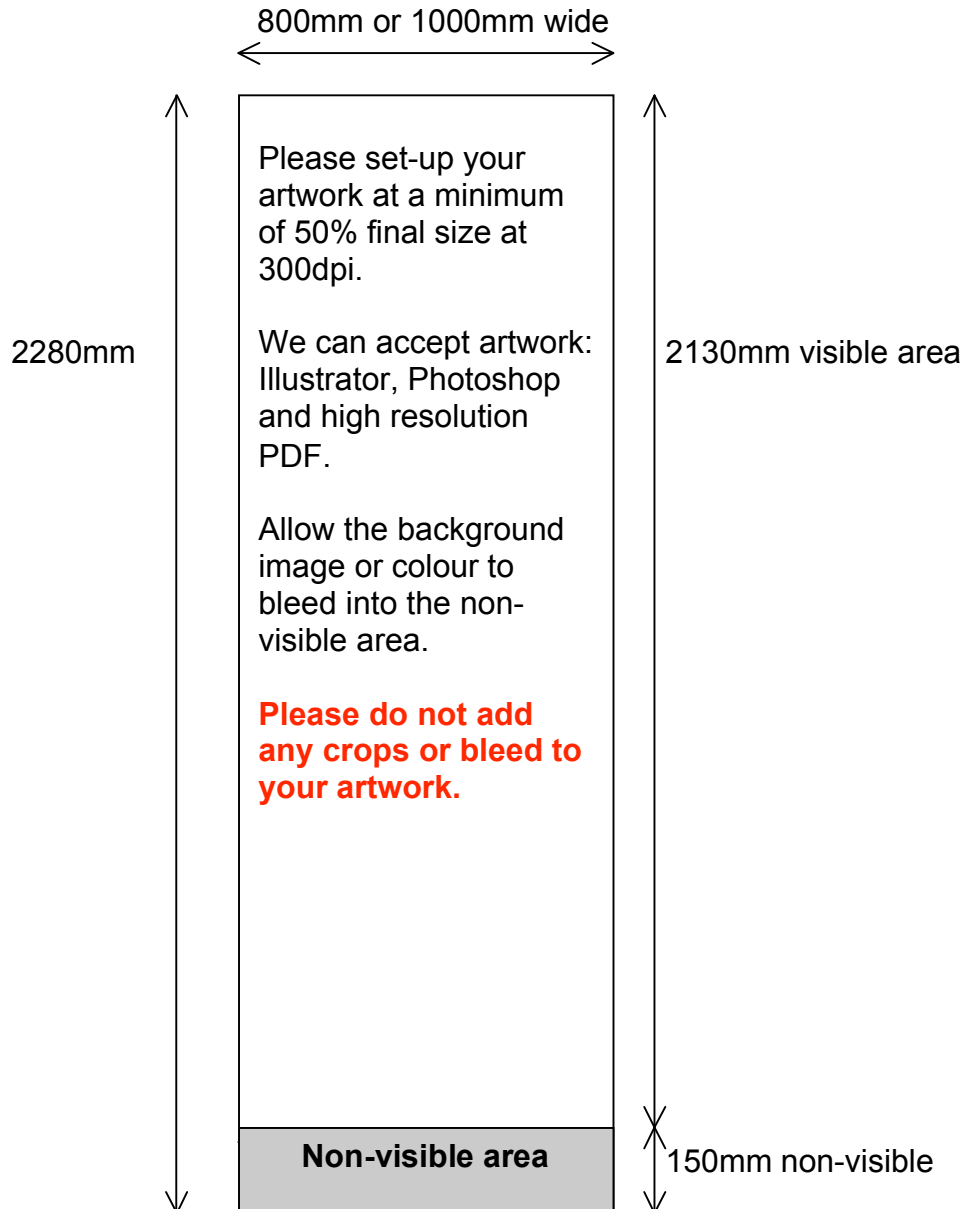 800mm or 1000mm wide
Please set-up your
artwork at a minimum
of 50% final size at
300dpi.
2280mm
We can accept artwork:
Illustrator, Photoshop
and high resolution
PDF.
2130mm visible area
Allow the background
image or colour to
bleed into the non-
visible area.
Please do not add
any crops or bleed to
your artwork.
Non-visible area
150mm non-visible